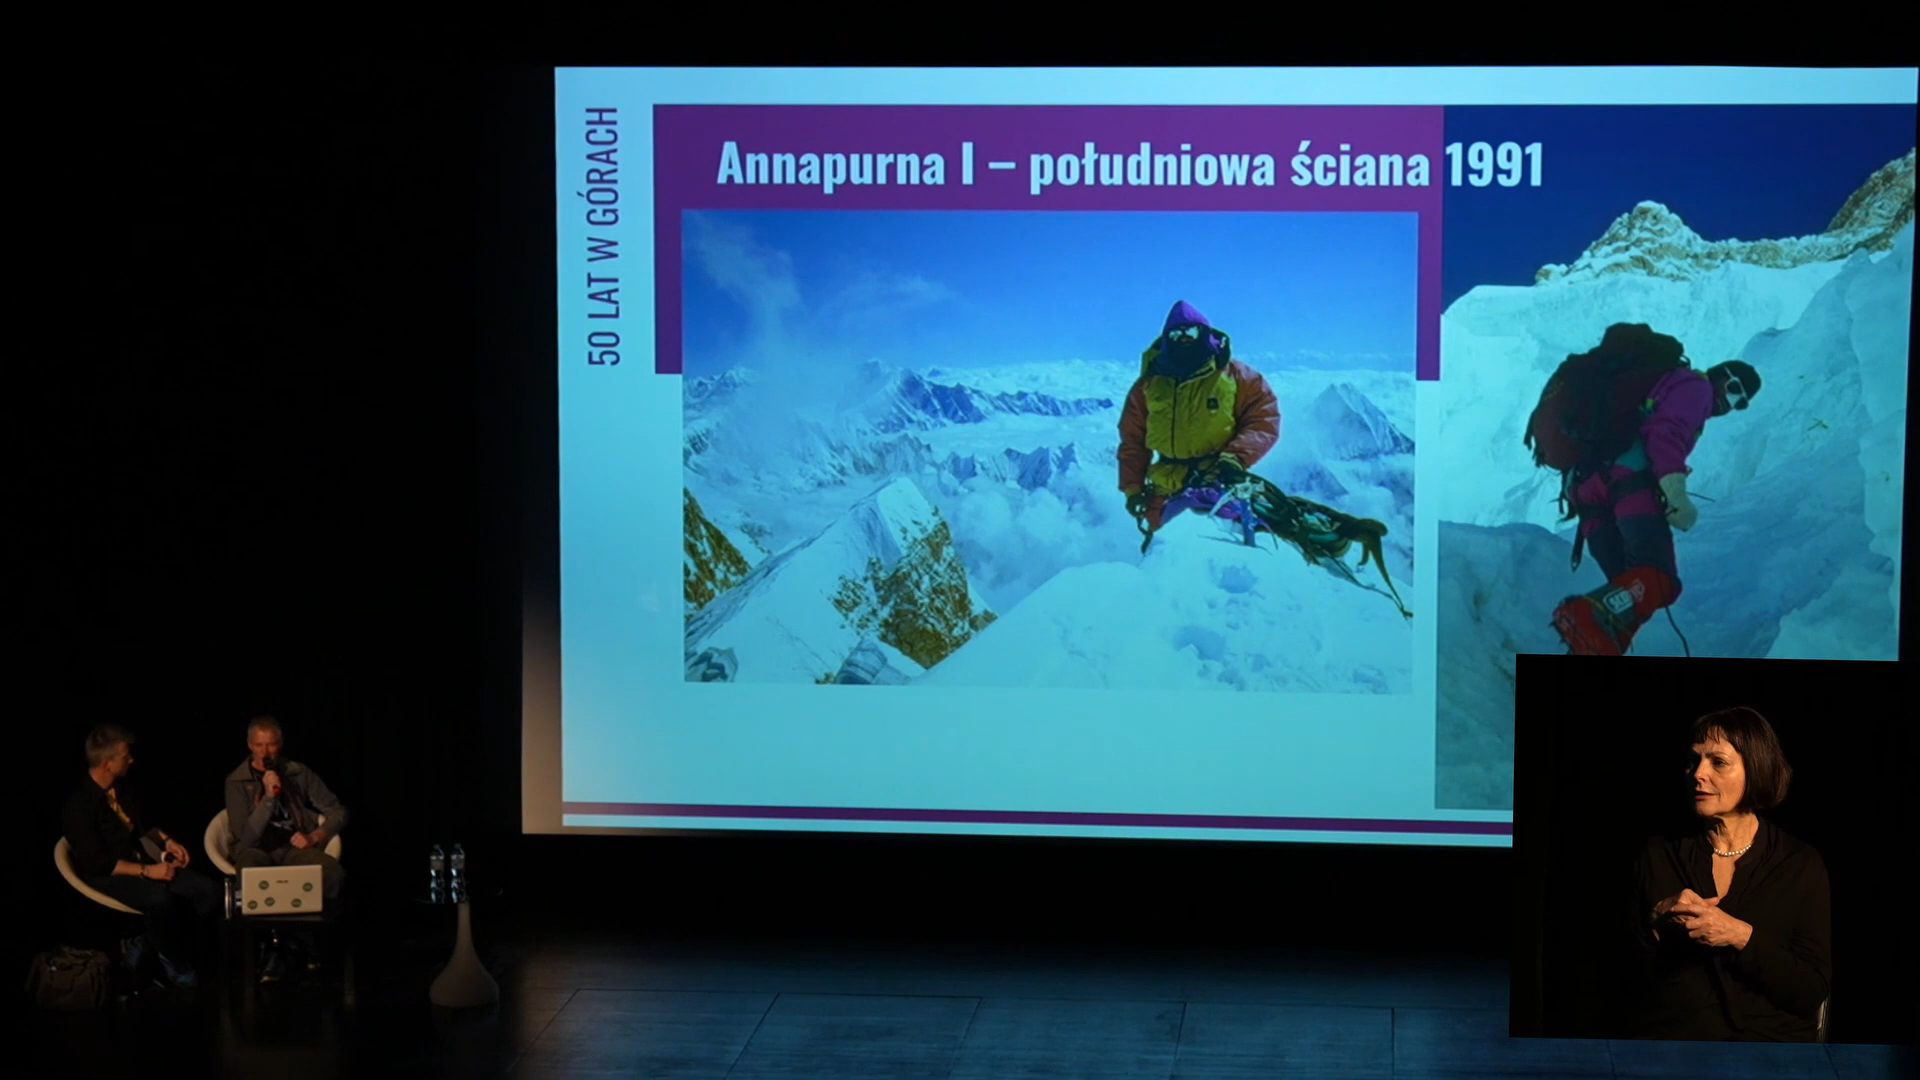 50 LAT W GÓRACH
Annapurna I – południowa ściana 1991